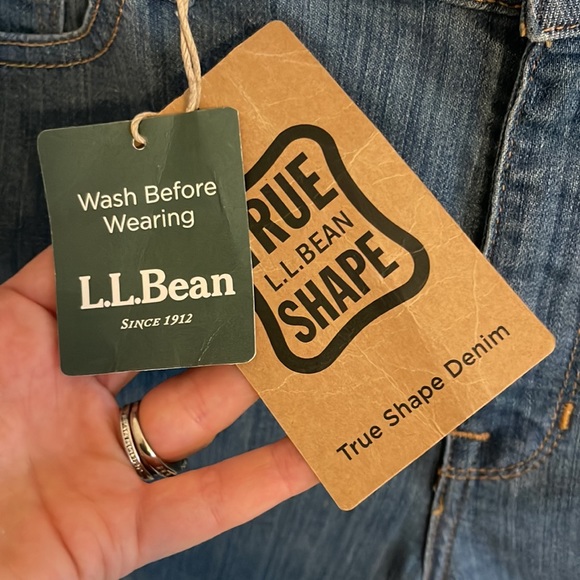 Wash Before
Wearing
L.L.Bean
SINCE 1912
TRUE
L.L.BEAN
SHAPE
True Shape Denim